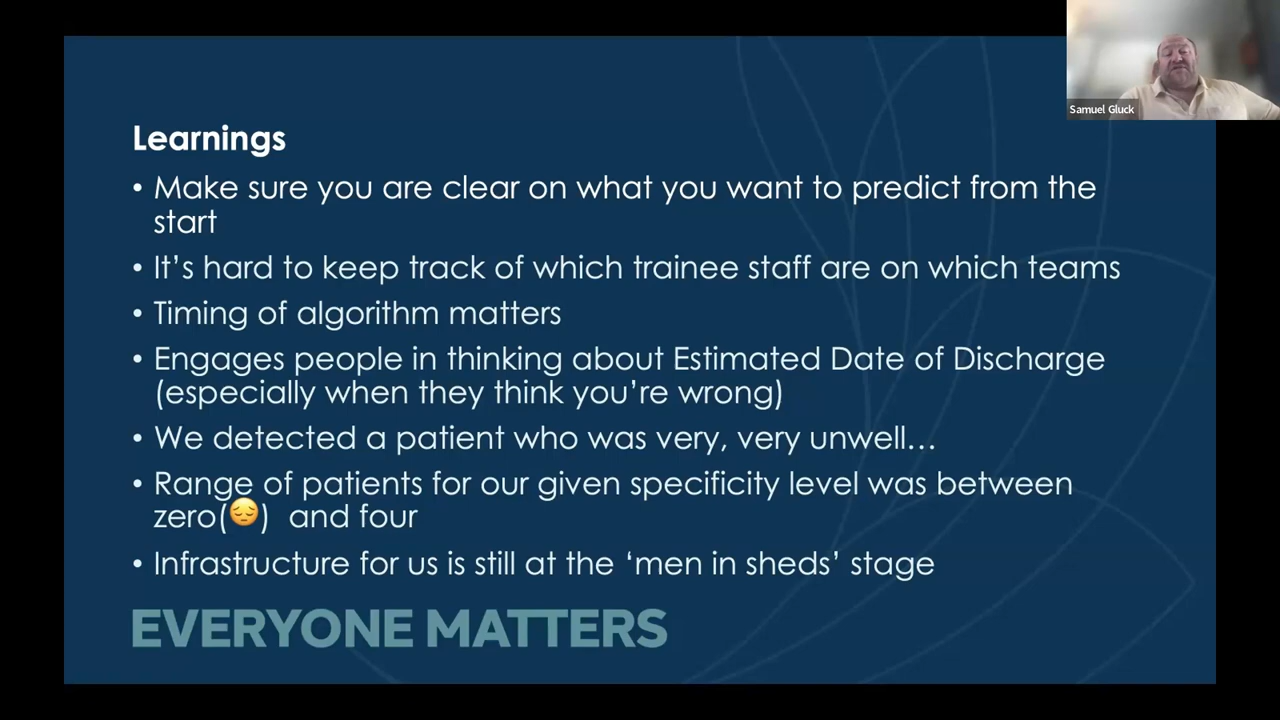 Samuel Gluck
Learnings
• Make sure you are clear on what you want to predict from the
start
• It’s hard to keep track of which trainee staff are on which teams
• Timing of algorithm matters
• Engages people in thinking about Estimated Date of Discharge
(especially when they think you’re wrong)
• We detected a patient who was very, very unwell…
• Range of patients for our given specificity level was between
zero(😔) and four
• Infrastructure for us is still at the ‘men in sheds’ stage
EVERYONE MATTERS